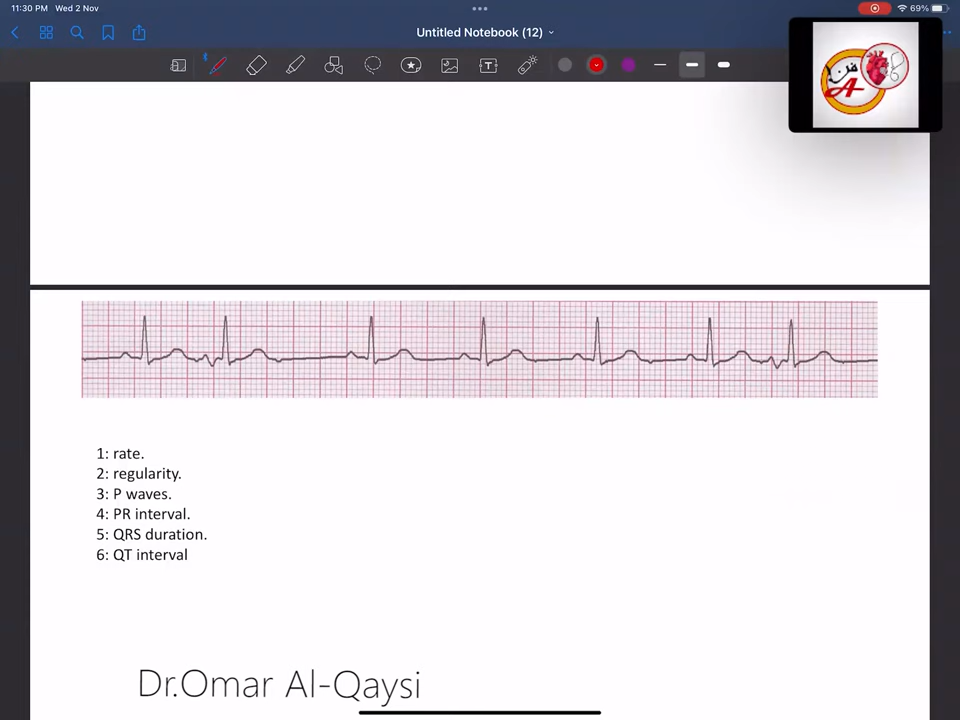 11:30 PM Wed 2 Nov
69%
Untitled Notebook (12)
T
A
1: rate.
2: regularity.
3: P waves.
4: PR interval.
5: QRS duration.
6: QT interval
Dr.Omar Al-Qaysi